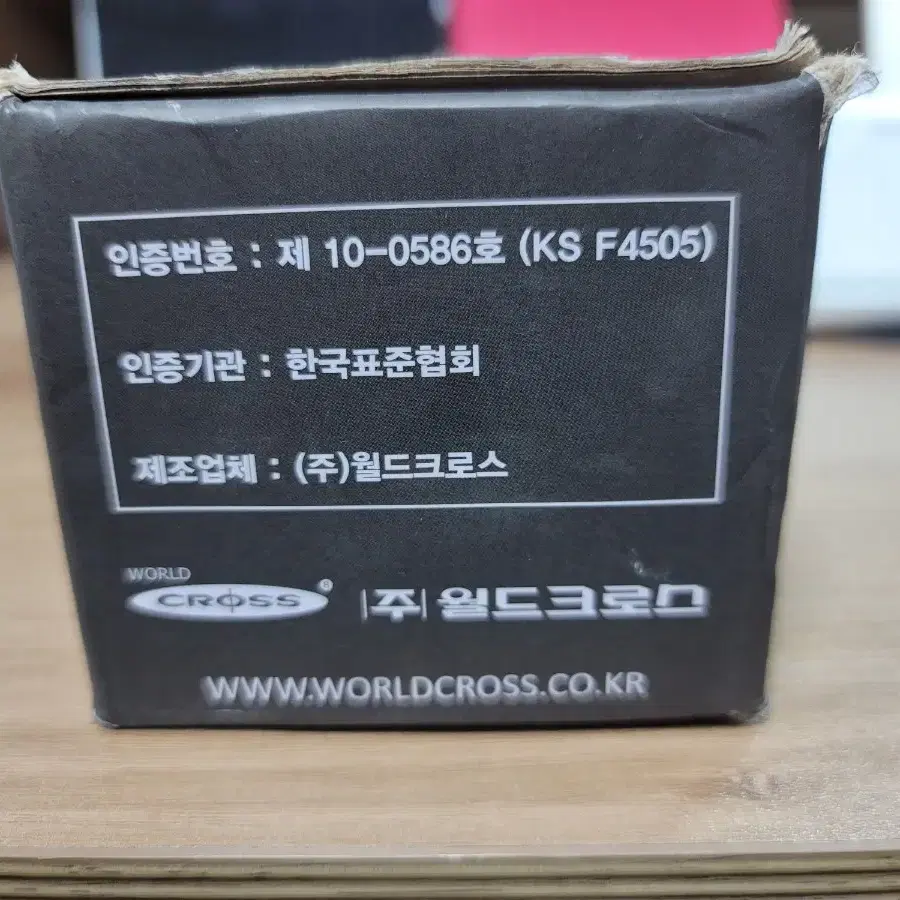 인증번호 : 제 10-0586호 (KS F4505)
인증기관 : 한국표준협회
제조업체 : (주)월드크로스
WORLD
CROSS® |주| 월드크로스
WWW.WORLDCROSS.CO.KR